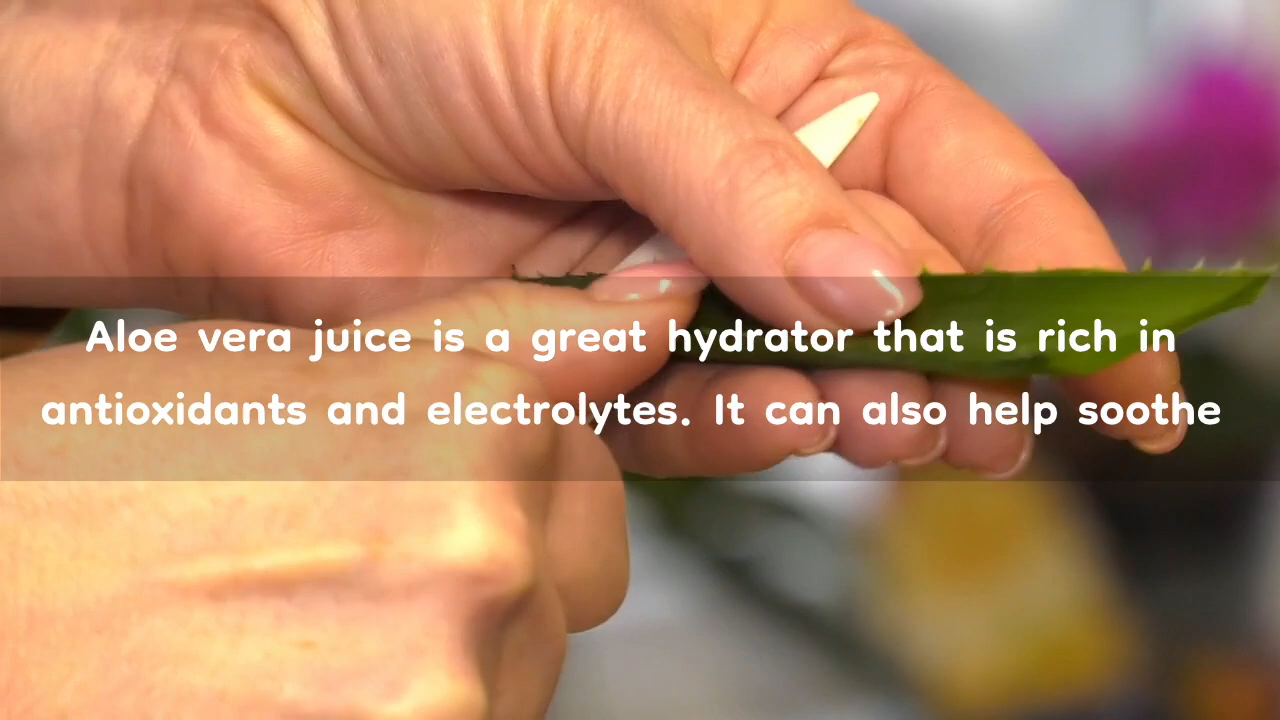 Aloe vera juice is a great hydrator that is rich in
antioxidants and electrolytes. It can also help soothe